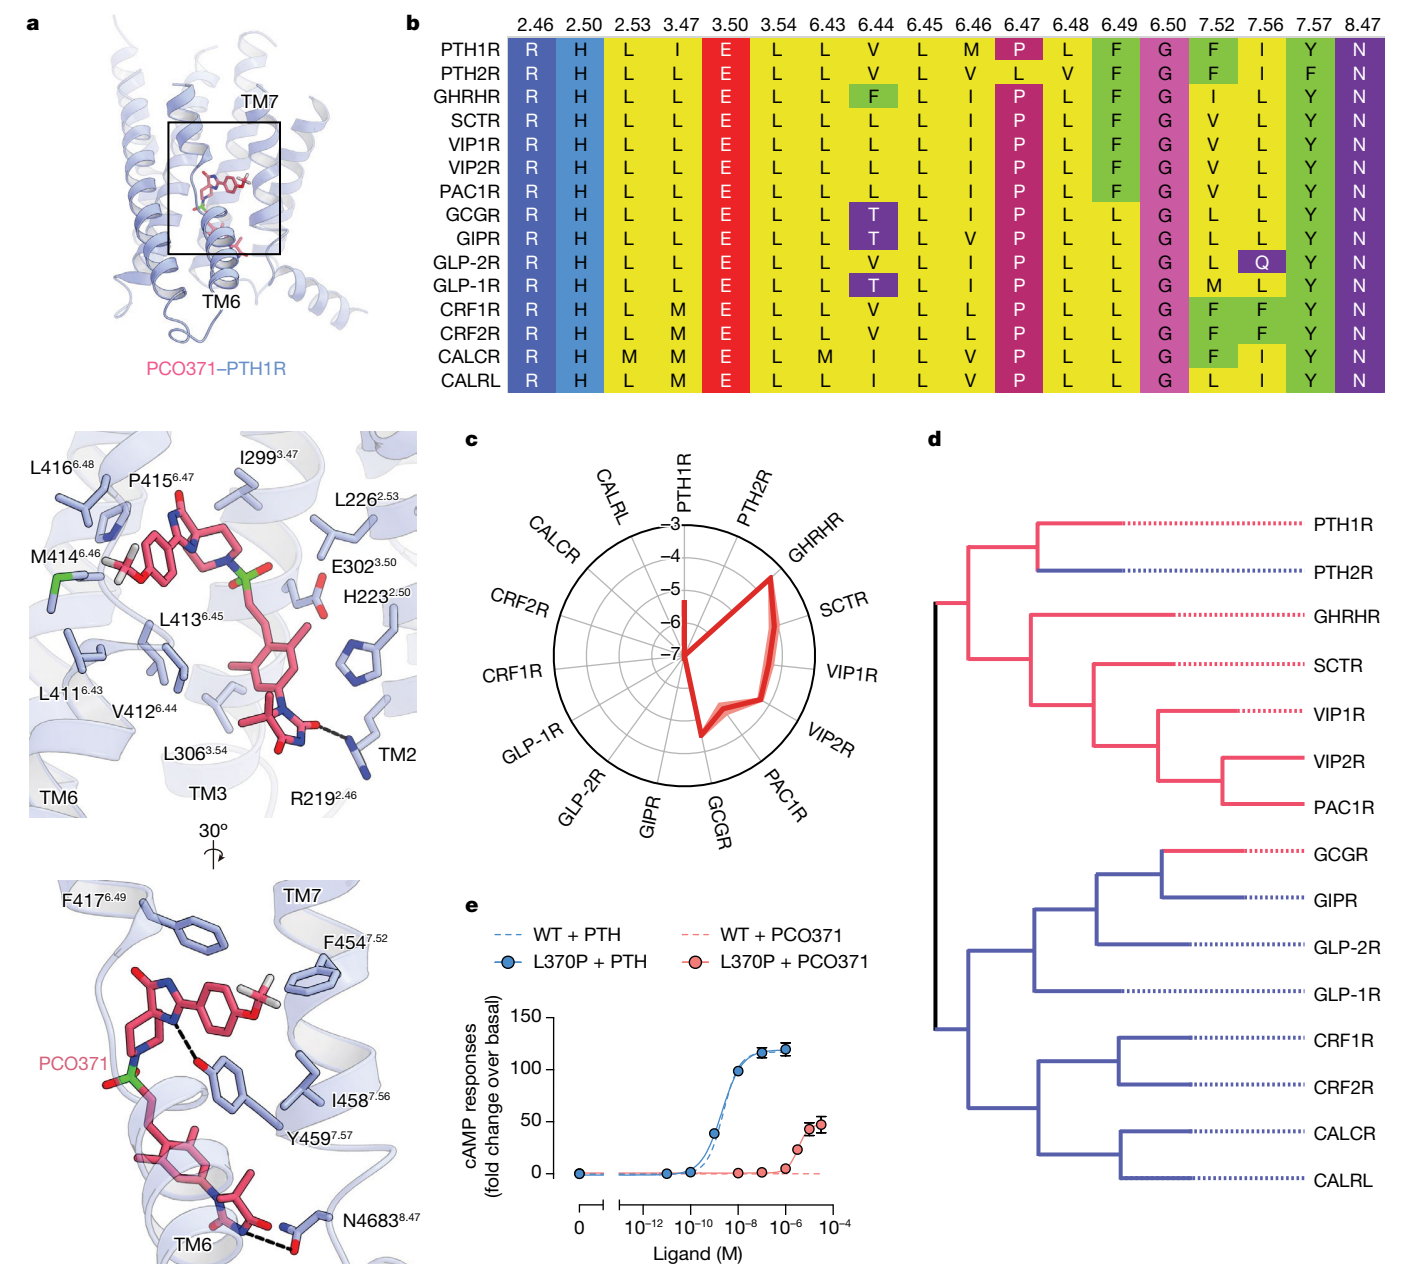 a
TM7
TM6
PCO371–PTH1R
b
2.46 2.50 2.53 3.47 3.50 3.54 6.43 6.44 6.45 6.46 6.47 6.48 6.49 6.50 7.52 7.56 7.57 8.47
PTH1R R H L I E L L V L M P L F G F I Y N
PTH2R R H L L E L L V L V L V F G F I F N
GHRHR R H L L E L L F L I P L F G I L Y N
SCTR R H L L E L L L L I P L F G V L Y N
VIP1R R H L L E L L L L I P L F G V L Y N
VIP2R R H L L E L L L L I P L F G V L Y N
PAC1R R H L L E L L L L I P L F G V L Y N
GCGR R H L L E L L T L I P L L G L L Y N
GIPR R H L L E L L T L V P L L G L L Y N
GLP-2R R H L L E L L V L I P L L G L Q Y N
GLP-1R R H L L E L L T L I P L L G M L Y N
CRF1R R H L M E L L V L L P L L G F F Y N
CRF2R R H L M E L L V L L P L L G F F Y N
CALCR R H M M E L M I L V P L L G F I Y N
CALRL R H L M E L L I L V P L L G L I Y N
L416^6.48
P415^6.47
I299^3.47
L226^2.53
M414^6.46
E302^3.50
H223^2.50
L413^6.45
L411^6.43
V412^6.44
L306^3.54
TM2
TM6
TM3
R219^2.46
30º
F417^6.49
TM7
F454^7.52
PCO371
I458^7.56
Y459^7.57
N4683^8.47
TM6
c
PTH1R
PTH2R
GHRHR
SCTR
VIP1R
VIP2R
PAC1R
GCGR
GIPR
GLP-2R
GLP-1R
CRF1R
CRF2R
CALCR
CALRL
–3
–4
–5
–6
–7
d
PTH1R
PTH2R
GHRHR
SCTR
VIP1R
VIP2R
PAC1R
GCGR
GIPR
GLP-2R
GLP-1R
CRF1R
CRF2R
CALCR
CALRL
e
WT + PTH
WT + PCO371
L370P + PTH
L370P + PCO371
cAMP responses
(fold change over basal)
150
100
50
0
0 10^–12 10^–10 10^–8 10^–6 10^–4
Ligand (M)